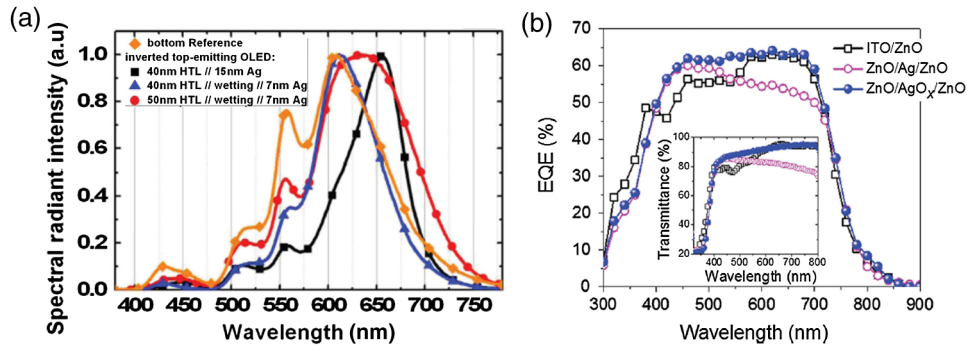 (a)
Spectral radiant intensity (a.u)
1.0
0.8
0.6
0.4
0.2
0.0
bottom Reference
inverted top-emitting OLED:
40nm HTL // 15nm Ag
40nm HTL // wetting // 7nm Ag
50nm HTL // wetting // 7nm Ag
400 450 500 550 600 650 700 750
Wavelength (nm)
(b)
EQE (%)
70
60
50
40
30
20
10
0
ITO/ZnO
ZnO/Ag/ZnO
ZnO/AgOx/ZnO
Transmittance (%)
100
80
60
40
20
400 500 600 700 800
Wavelength (nm)
300 400 500 600 700 800 900
Wavelength (nm)